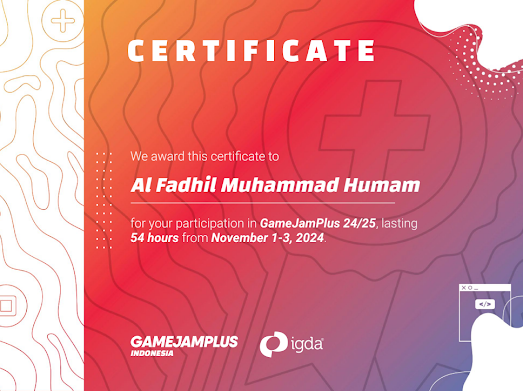 CERTIFICATE
We award this certificate to
Al Fadhil Muhammad Humam
for your participation in GameJamPlus 24/25, lasting
54 hours from November 1-3, 2024.
GAMEJAMPLUS
INDONESIA
igda